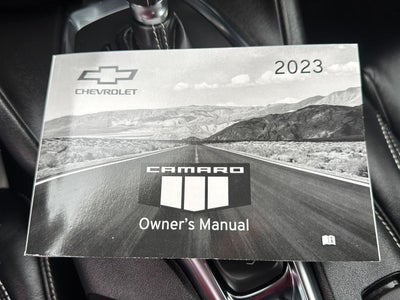 2023
CHEVROLET
CAMARO
Owner's Manual